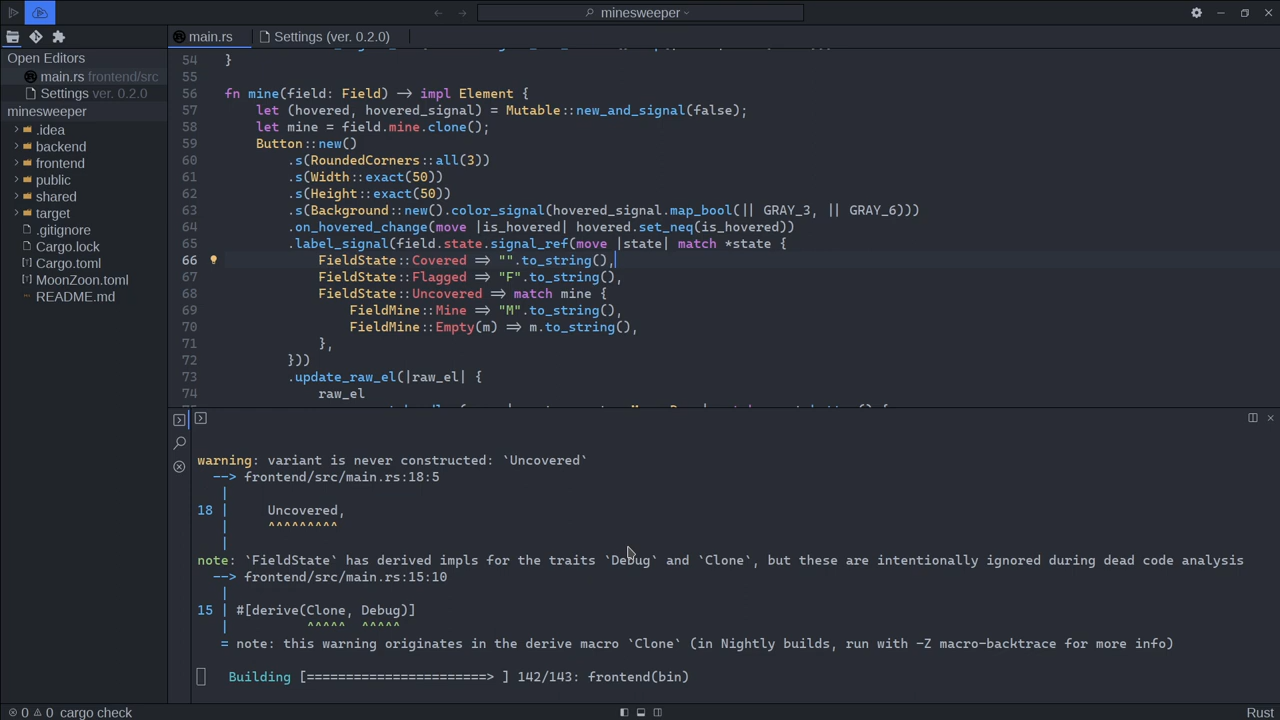 minesweeper
main.rs
Settings (ver. 0.2.0)
Open Editors
main.rs frontend/src
Settings ver. 0.2.0
minesweeper
.idea
backend
frontend
public
shared
target
.gitignore
Cargo.lock
Cargo.toml
MoonZoon.toml
README.md
54 }
55
56 fn mine(field: Field) -> impl Element {
57 let (hovered, hovered_signal) = Mutable::new_and_signal(false);
58 let mine = field.mine.clone();
59 Button::new()
60 .s(RoundedCorners::all(3))
61 .s(Width::exact(50))
62 .s(Height::exact(50))
63 .s(Background::new().color_signal(hovered_signal.map_bool(|| GRAY_3, || GRAY_6)))
64 .on_hovered_change(move |is_hovered| hovered.set_neq(is_hovered))
65 .label_signal(field.state.signal_ref(move |state| match *state {
66 FieldState::Covered => "".to_string(),
67 FieldState::Flagged => "F".to_string(),
68 FieldState::Uncovered => match mine {
69 FieldMine::Mine => "M".to_string(),
70 FieldMine::Empty(m) => m.to_string(),
71 },
72 }))
73 .update_raw_el(|raw_el| {
74 raw_el
warning: variant is never constructed: `Uncovered`
--> frontend/src/main.rs:18:5
|
18 | Uncovered,
| ^^^^^^^^^
|
note: `FieldState` has derived impls for the traits `Debug` and `Clone`, but these are intentionally ignored during dead code analysis
--> frontend/src/main.rs:15:10
|
15 | #[derive(Clone, Debug)]
| ^^^^^ ^^^^^
= note: this warning originates in the derive macro `Clone` (in Nightly builds, run with -Z macro-backtrace for more info)
Building [=======================> ] 142/143: frontend(bin)
0 0 cargo check
Rust